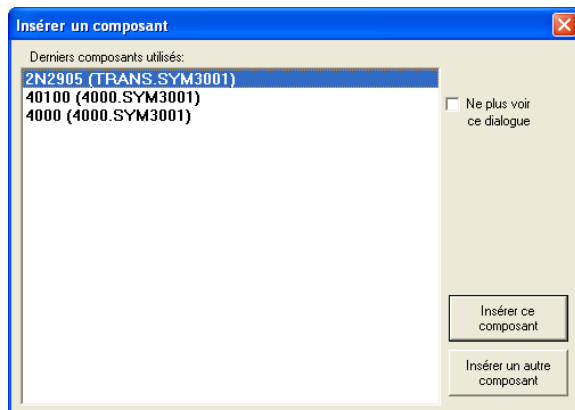 Insérer un composant
Derniers composants utilisés:
2N2905 (TRANS.SYM3001)
40100 (4000.SYM3001)
4000 (4000.SYM3001)
Ne plus voir
ce dialogue
Insérer ce
composant
Insérer un autre
composant